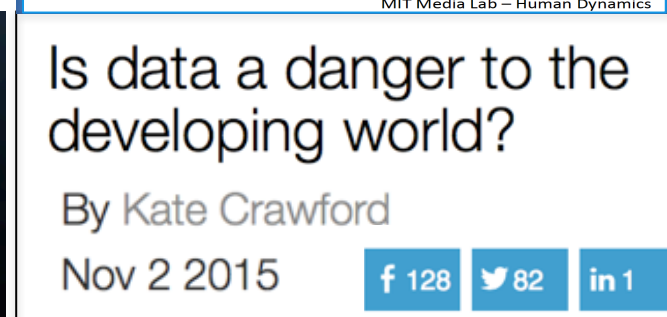 MIT Media Lab – Human Dynamics
Is data a danger to the
developing world?
By Kate Crawford
Nov 2 2015
f 128 82 in 1